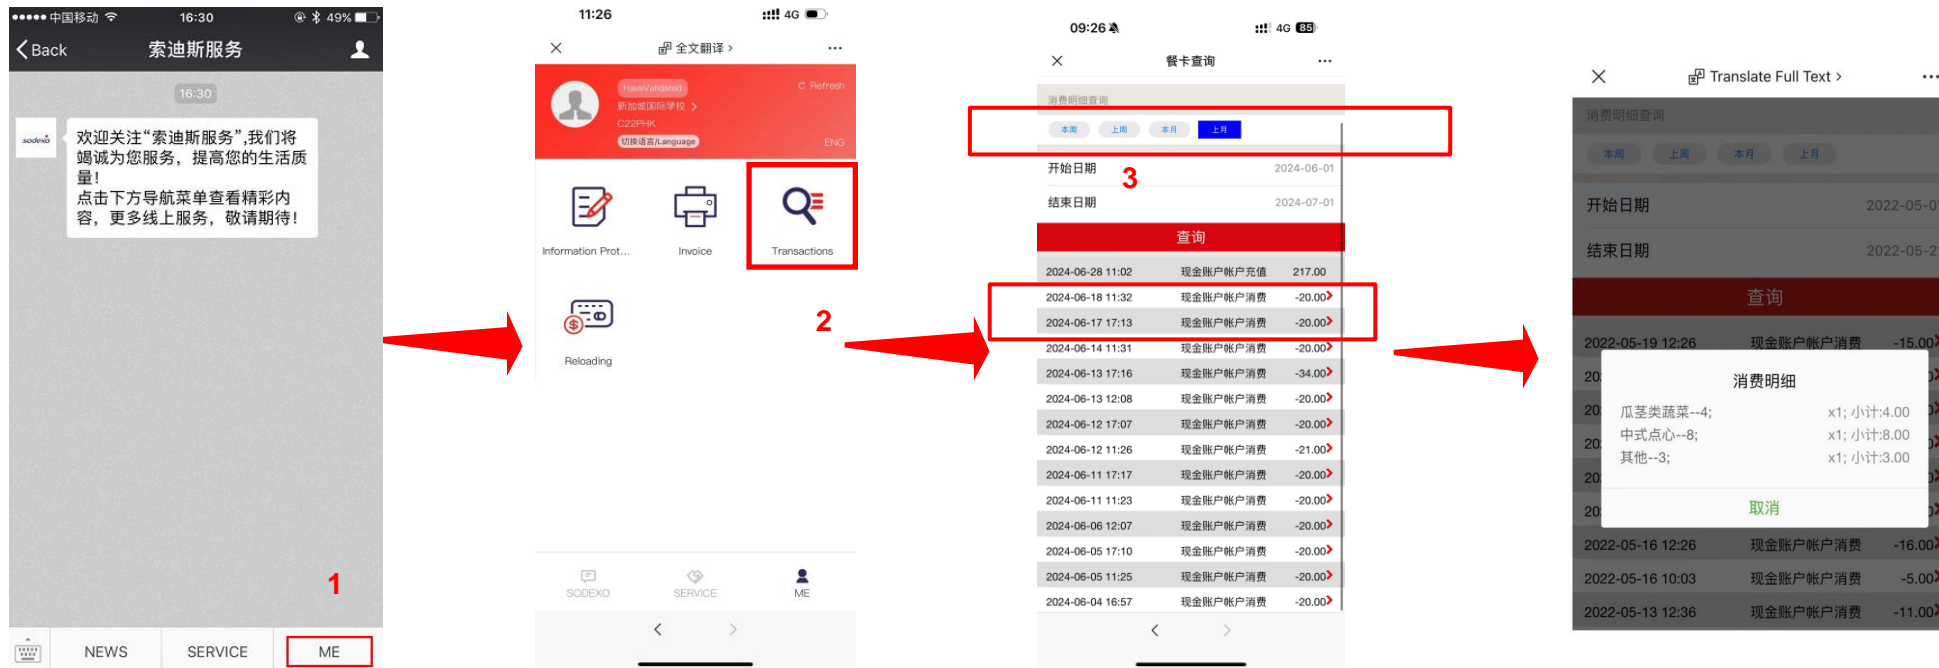 中国移动
16:30
49%
Back
索迪斯服务
16:30
sodexo
欢迎关注“索迪斯服务”,我们将
竭诚为您服务，提高您的生活质
量!
点击下方导航菜单查看精彩内
容，更多线上服务，敬请期待!
1
NEWS
SERVICE
ME
11:26
4G
全文翻译 >
HaveValidated
Refresh
新加坡国际学校 >
C22PHK
切换语言/Language
ENG
Information Prot...
Invoice
Transactions
Reloading
2
SODEXO
SERVICE
ME
09:26
4G 85
餐卡查询
消费明细查询
本周
上周
本月
上月
开始日期
2024-06-01
3
结束日期
2024-07-01
查询
2024-06-28 11:02 现金账户帐户充值 217.00
2024-06-18 11:32 现金账户帐户消费 -20.00
2024-06-17 17:13 现金账户帐户消费 -20.00
2024-06-14 11:31 现金账户帐户消费 -20.00
2024-06-13 17:16 现金账户帐户消费 -34.00
2024-06-13 12:08 现金账户帐户消费 -20.00
2024-06-12 17:07 现金账户帐户消费 -20.00
2024-06-12 11:26 现金账户帐户消费 -21.00
2024-06-11 17:17 现金账户帐户消费 -20.00
2024-06-11 11:23 现金账户帐户消费 -20.00
2024-06-06 12:07 现金账户帐户消费 -20.00
2024-06-05 17:10 现金账户帐户消费 -20.00
2024-06-05 11:25 现金账户帐户消费 -20.00
2024-06-04 16:57 现金账户帐户消费 -20.00
Translate Full Text >
消费明细查询
本周
上周
本月
上月
开始日期
2022-05-0
结束日期
2022-05-2
查询
2022-05-19 12:26 现金账户帐户消费 -15.00
消费明细
瓜茎类蔬菜--4; x1; 小计:4.00
中式点心--8; x1; 小计:8.00
其他--3; x1; 小计:3.00
取消
2022-05-16 12:26 现金账户帐户消费 -16.00
2022-05-16 10:03 现金账户帐户消费 -5.00
2022-05-13 12:36 现金账户帐户消费 -11.00